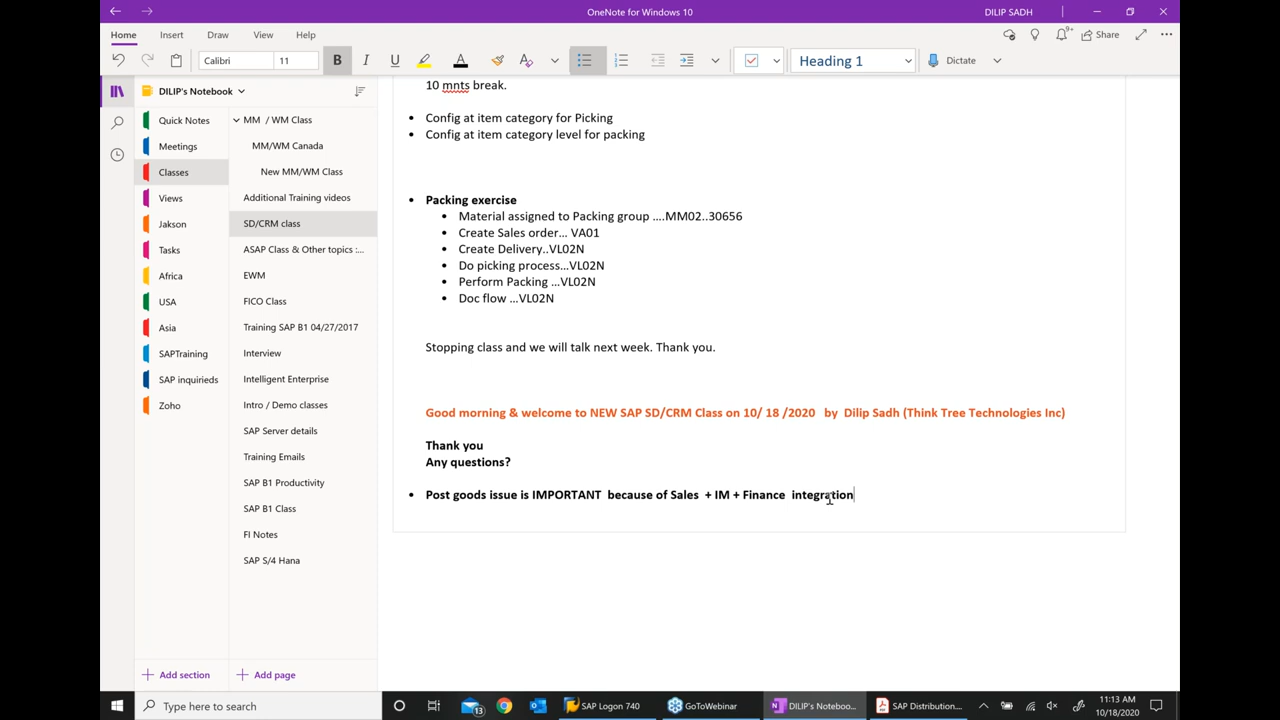 OneNote for Windows 10
DILIP SADH
Home
Insert
Draw
View
Help
9+
Share
Calibri
11
B
I
U
A
Heading 1
Dictate
DILIP's Notebook
Quick Notes
Meetings
Classes
Views
Jakson
Tasks
Africa
USA
Asia
SAPTraining
SAP inquirieds
Zoho
Add section
MM / WM Class
MM/WM Canada
New MM/WM Class
Additional Training videos
SD/CRM class
ASAP Class & Other topics :...
EWM
FICO Class
Training SAP B1 04/27/2017
Interview
Intelligent Enterprise
Intro / Demo classes
SAP Server details
Training Emails
SAP B1 Productivity
SAP B1 Class
FI Notes
SAP S/4 Hana
Add page
10 mnts break.
• Config at item category for Picking
• Config at item category level for packing
• Packing exercise
• Material assigned to Packing group ....MM02..30656
• Create Sales order... VA01
• Create Delivery..VL02N
• Do picking process...VL02N
• Perform Packing ...VL02N
• Doc flow ...VL02N
Stopping class and we will talk next week. Thank you.
Good morning & welcome to NEW SAP SD/CRM Class on 10/ 18 /2020 by Dilip Sadh (Think Tree Technologies Inc)
Thank you
Any questions?
• Post goods issue is IMPORTANT because of Sales + IM + Finance integration
Type here to search
13
SAP Logon 740
GoToWebinar
DILIP's Noteboo...
SAP Distribution....
11:13 AM
10/18/2020